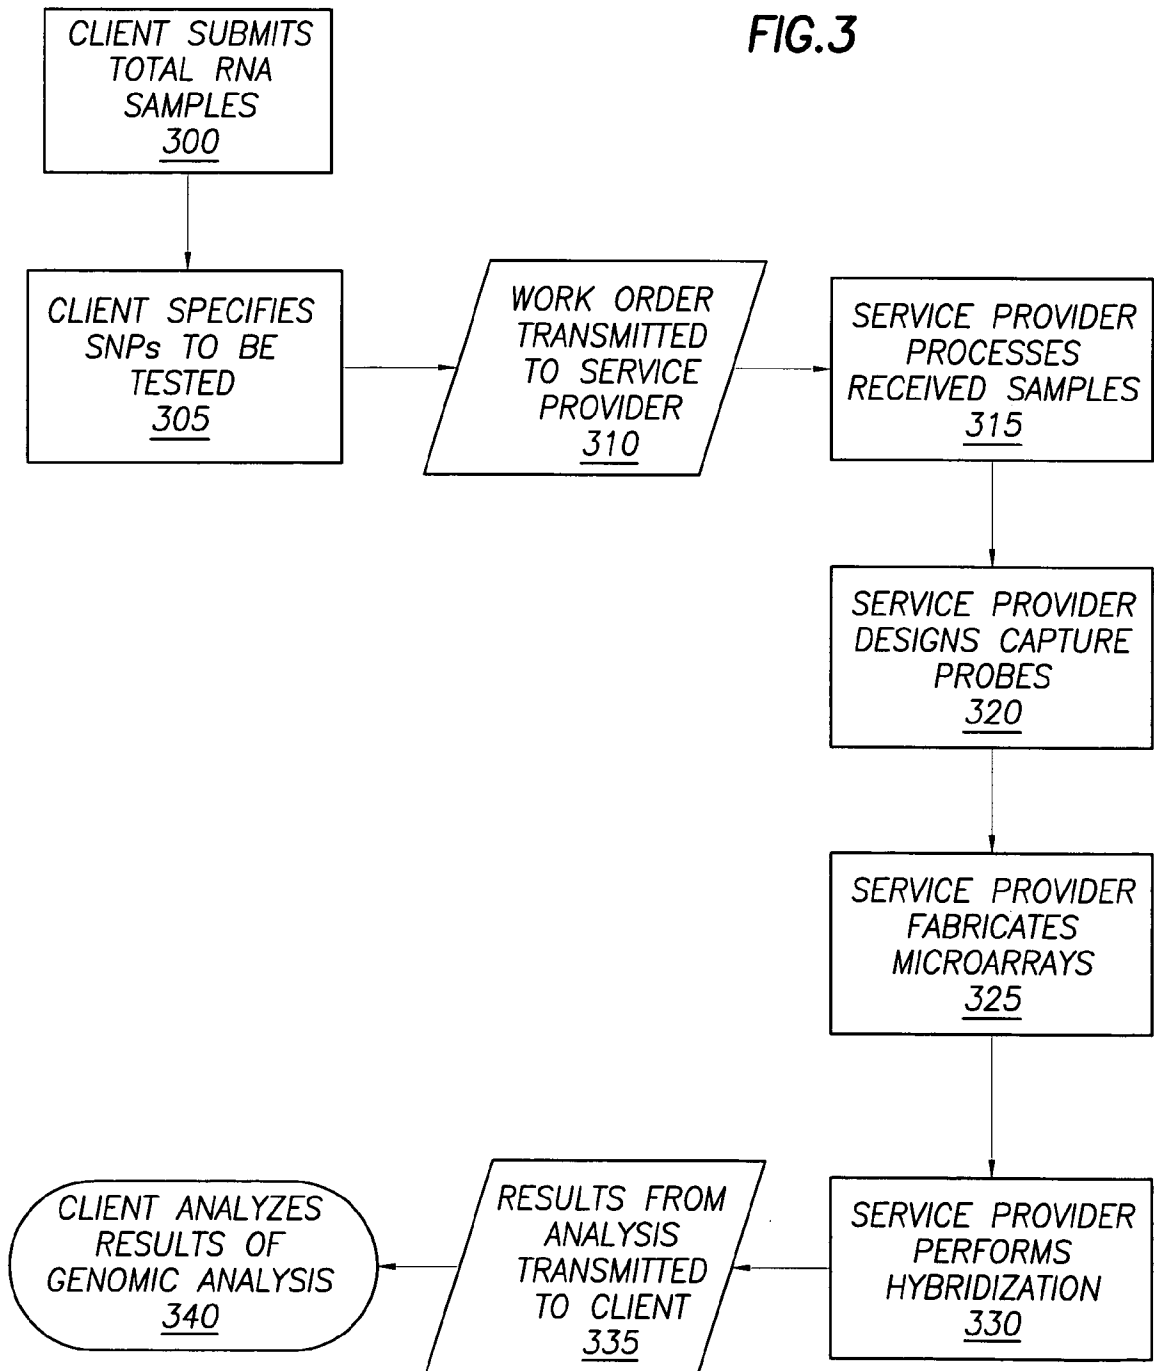 FIG.3
CLIENT SUBMITS
TOTAL RNA
SAMPLES
300
CLIENT SPECIFIES
SNPs TO BE
TESTED
305
WORK ORDER
TRANSMITTED
TO SERVICE
PROVIDER
310
SERVICE PROVIDER
PROCESSES
RECEIVED SAMPLES
315
SERVICE PROVIDER
DESIGNS CAPTURE
PROBES
320
SERVICE PROVIDER
FABRICATES
MICROARRAYS
325
SERVICE PROVIDER
PERFORMS
HYBRIDIZATION
330
RESULTS FROM
ANALYSIS
TRANSMITTED
TO CLIENT
335
CLIENT ANALYZES
RESULTS OF
GENOMIC ANALYSIS
340